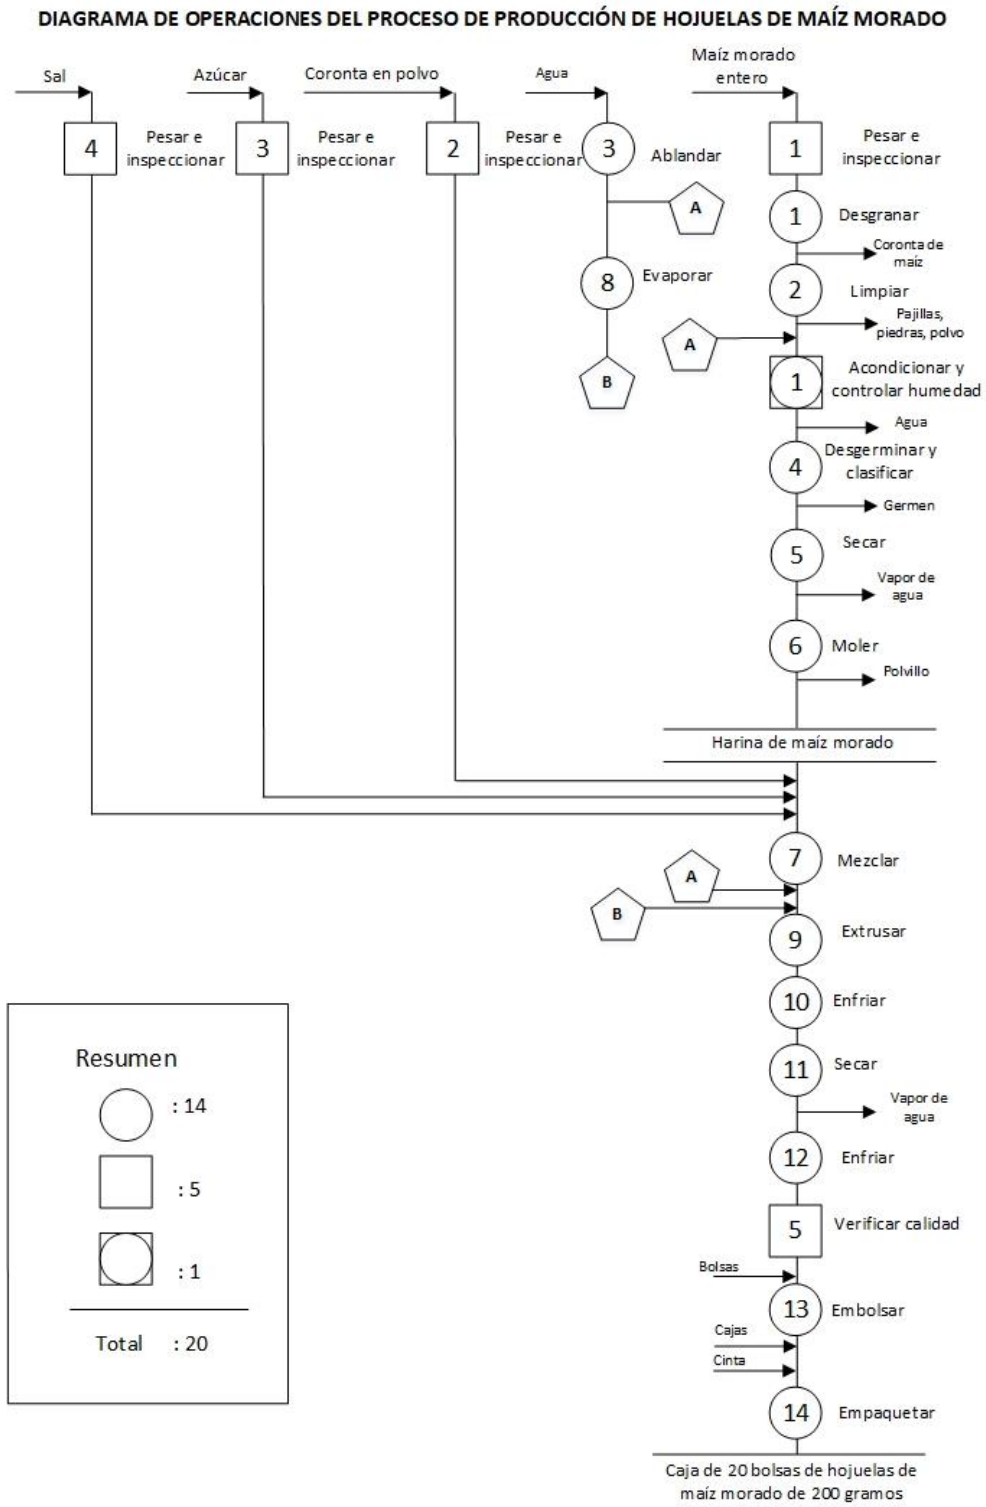 DIAGRAMA DE OPERACIONES DEL PROCESO DE PRODUCCIÓN DE HOJUELAS DE MAÍZ MORADO
Sal
Azúcar
Coronta en polvo
Agua
Maíz morado
entero
4
Pesar e
inspeccionar
3
Pesar e
inspeccionar
2
Pesar e
inspeccionar
3
Ablandar
A
8
Evaporar
B
1
Pesar e
inspeccionar
1
Desgranar
Coronta de
maíz
2
Limpiar
Pajillas,
piedras, polvo
A
1
Acondicionar y
controlar humedad
Agua
4
Desgerminar y
clasificar
Germen
5
Secar
Vapor de
agua
6
Moler
Polvillo
Harina de maíz morado
7
Mezclar
A
B
9
Extrusar
10
Enfriar
11
Secar
Vapor de
agua
12
Enfriar
5
Verificar calidad
Bolsas
13
Embolsar
Cajas
Cinta
14
Empaquetar
Caja de 20 bolsas de hojuelas de
maíz morado de 200 gramos
Resumen
: 14
: 5
: 1
Total : 20